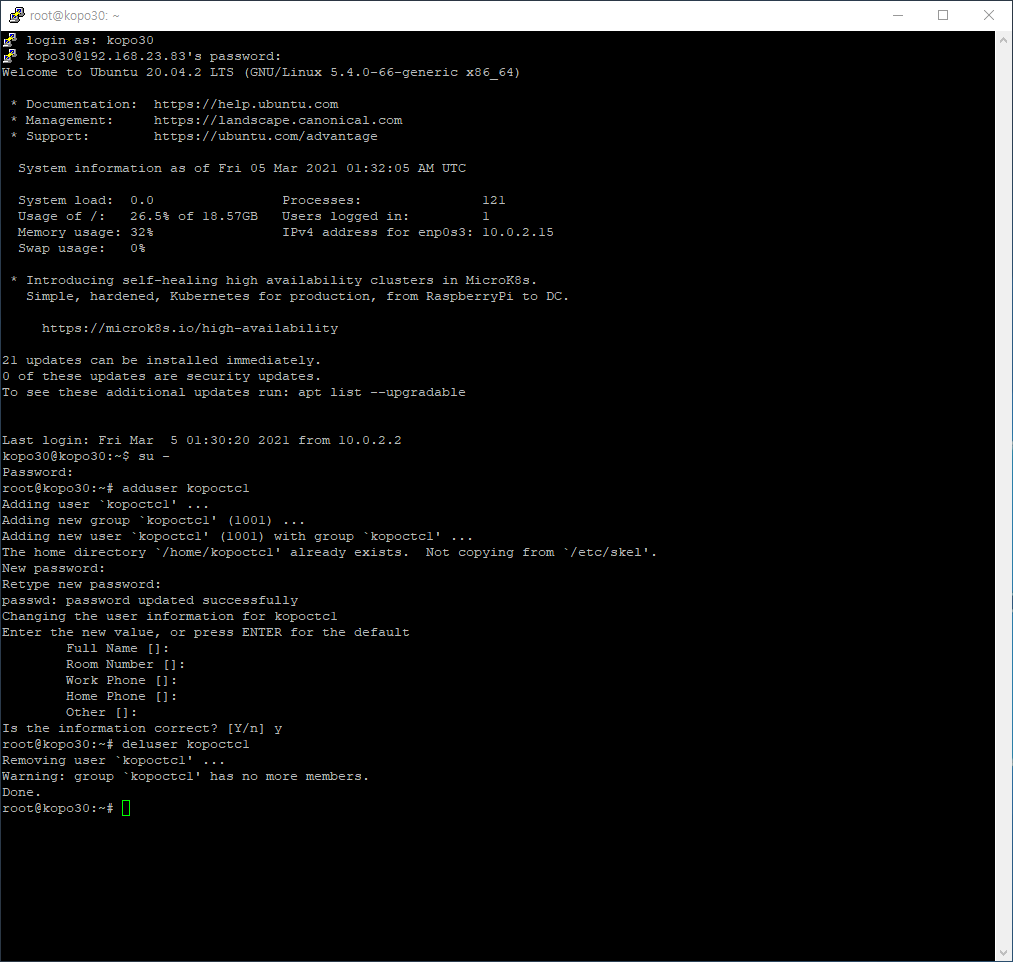 root@kopo30: ~
login as: kopo30
kopo30@192.168.23.83's password:
Welcome to Ubuntu 20.04.2 LTS (GNU/Linux 5.4.0-66-generic x86_64)
* Documentation:  https://help.ubuntu.com
* Management:     https://landscape.canonical.com
* Support:        https://ubuntu.com/advantage
System information as of Fri 05 Mar 2021 01:32:05 AM UTC
System load:  0.0                Processes:               121
Usage of /:   26.5% of 18.57GB   Users logged in:         1
Memory usage: 32%                IPv4 address for enp0s3: 10.0.2.15
Swap usage:   0%
* Introducing self-healing high availability clusters in MicroK8s.
Simple, hardened, Kubernetes for production, from RaspberryPi to DC.
https://microk8s.io/high-availability
21 updates can be installed immediately.
0 of these updates are security updates.
To see these additional updates run: apt list --upgradable
Last login: Fri Mar  5 01:30:20 2021 from 10.0.2.2
kopo30@kopo30:~$ su -
Password:
root@kopo30:~# adduser kopoctc1
Adding user `kopoctc1' ...
Adding new group `kopoctc1' (1001) ...
Adding new user `kopoctc1' (1001) with group `kopoctc1' ...
The home directory `/home/kopoctc1' already exists.  Not copying from `/etc/skel'.
New password:
Retype new password:
passwd: password updated successfully
Changing the user information for kopoctc1
Enter the new value, or press ENTER for the default
Full Name []:
Room Number []:
Work Phone []:
Home Phone []:
Other []:
Is the information correct? [Y/n] y
root@kopo30:~# deluser kopoctc1
Removing user `kopoctc1' ...
Warning: group `kopoctc1' has no more members.
Done.
root@kopo30:~#